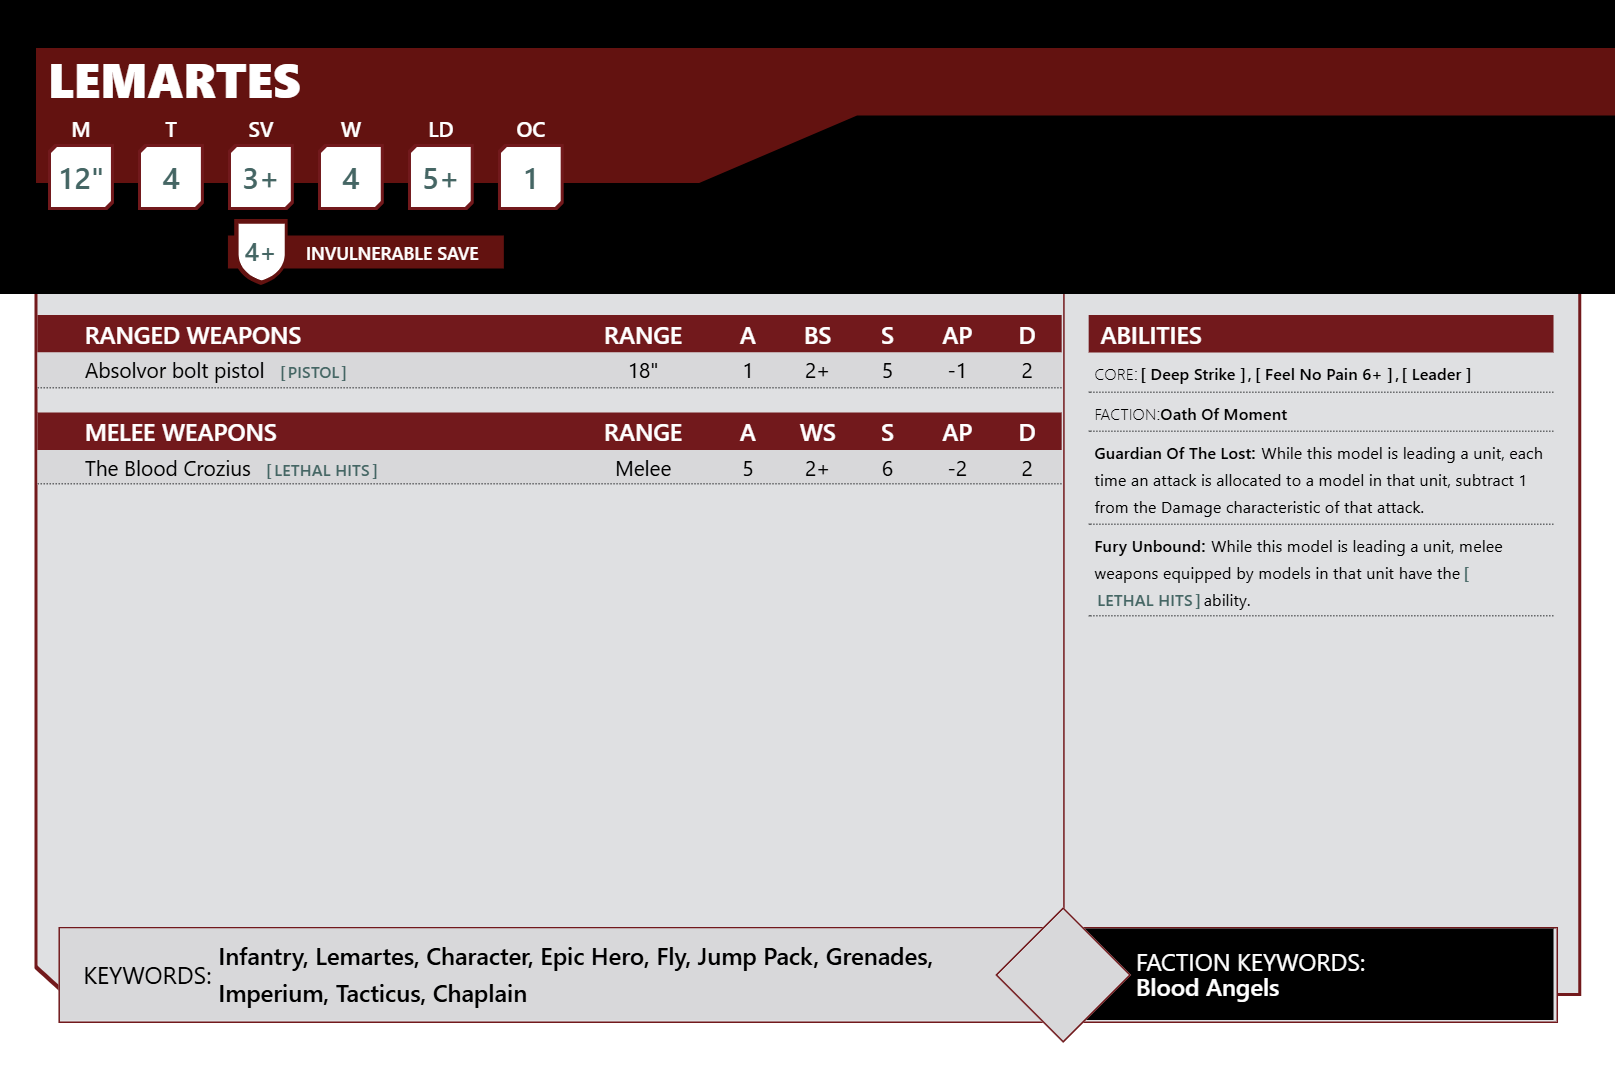 LEMARTES
M T SV W LD OC
12" 4 3+ 4 5+ 1
4+ INVULNERABLE SAVE
RANGED WEAPONS RANGE A BS S AP D
Absolvor bolt pistol [PISTOL] 18" 1 2+ 5 -1 2
MELEE WEAPONS RANGE A WS S AP D
The Blood Crozius [LETHAL HITS] Melee 5 2+ 6 -2 2
ABILITIES
CORE: [ Deep Strike ], [ Feel No Pain 6+ ], [ Leader ]
FACTION:Oath Of Moment
Guardian Of The Lost: While this model is leading a unit, each
time an attack is allocated to a model in that unit, subtract 1
from the Damage characteristic of that attack.
Fury Unbound: While this model is leading a unit, melee
weapons equipped by models in that unit have the [
LETHAL HITS] ability.
KEYWORDS: Infantry, Lemartes, Character, Epic Hero, Fly, Jump Pack, Grenades,
Imperium, Tacticus, Chaplain
FACTION KEYWORDS:
Blood Angels